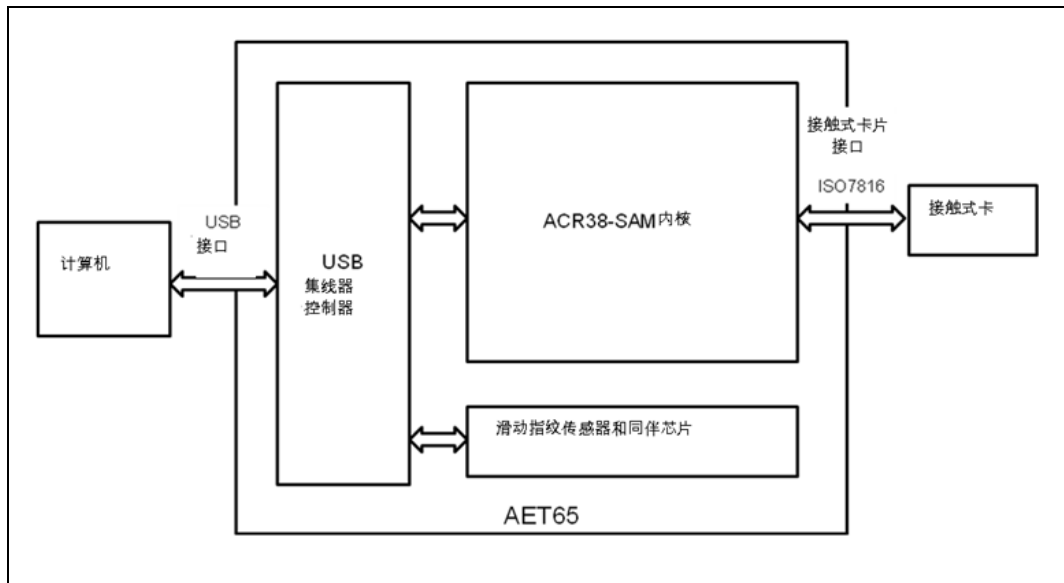 接触式卡片
接口
ISO7816
USB
接口
ACR38-SAM内核
接触式卡
计算机
USB
集线器
控制器
滑动指纹传感器和同伴芯片
AET65